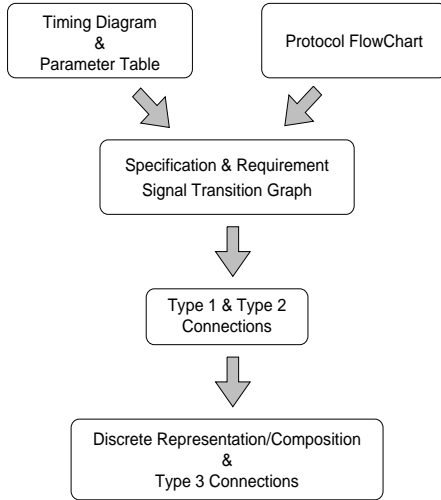 Timing Diagram
&
Parameter Table
Protocol FlowChart
Specification & Requirement
Signal Transition Graph
Type 1 & Type 2
Connections
Discrete Representation/Composition
&
Type 3 Connections